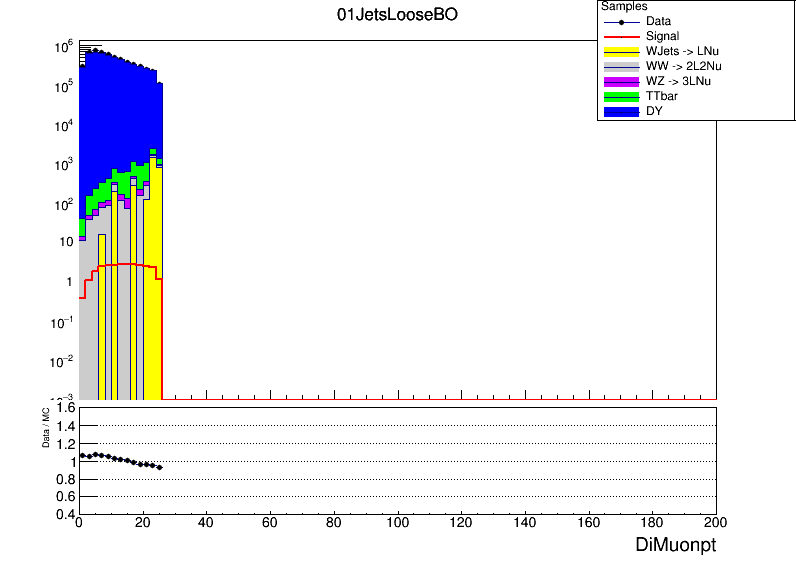 01JetsLooseBO
Samples
Data
Signal
WJets -> LNu
WW -> 2L2Nu
WZ -> 3LNu
TTbar
DY
10^6
10^5
10^4
10^3
10^2
10
1
10^-1
10^-2
10^-3
Data / MC
1.6
1.4
1.2
1
0.8
0.6
0.4
0 20 40 60 80 100 120 140 160 180 200
DiMuonpt